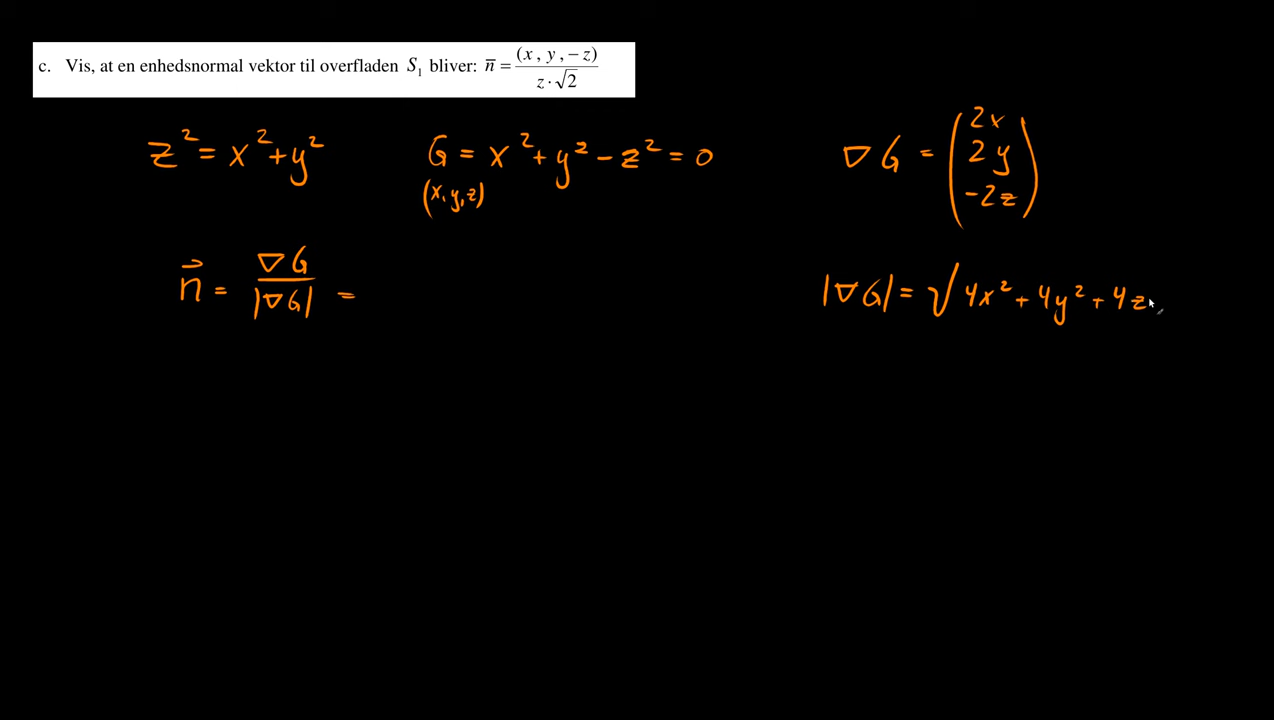 c. Vis, at en enhedsnormal vektor til overfladen S₁ bliver: n̅ = (x , y , − z) / z · √2
z² = x² + y²
G = x² + y² − z² = 0
(x, y, z)
∇G = (2x
2y
−2z)
n⃗ = ∇G / |∇G| =
|∇G| = √ 4x² + 4y² + 4z